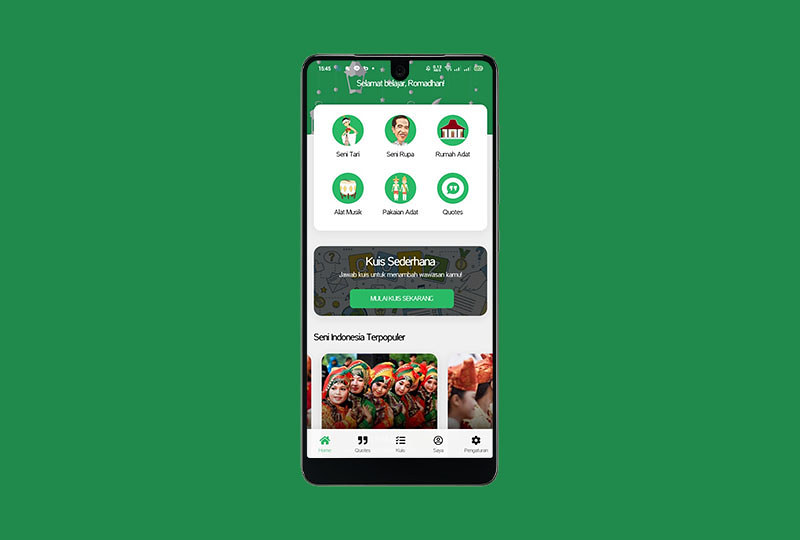 15.45
Selamat belajar, Romadhan!
Seni Tari
Seni Rupa
Rumah Adat
Alat Musik
Pakaian Adat
Quotes
Kuis Sederhana
Jawab kuis untuk menambah wawasan kamu!
MULAI KUIS SEKARANG
Seni Indonesia Terpopuler
Home
Quotes
Kuis
Saya
Pengaturan